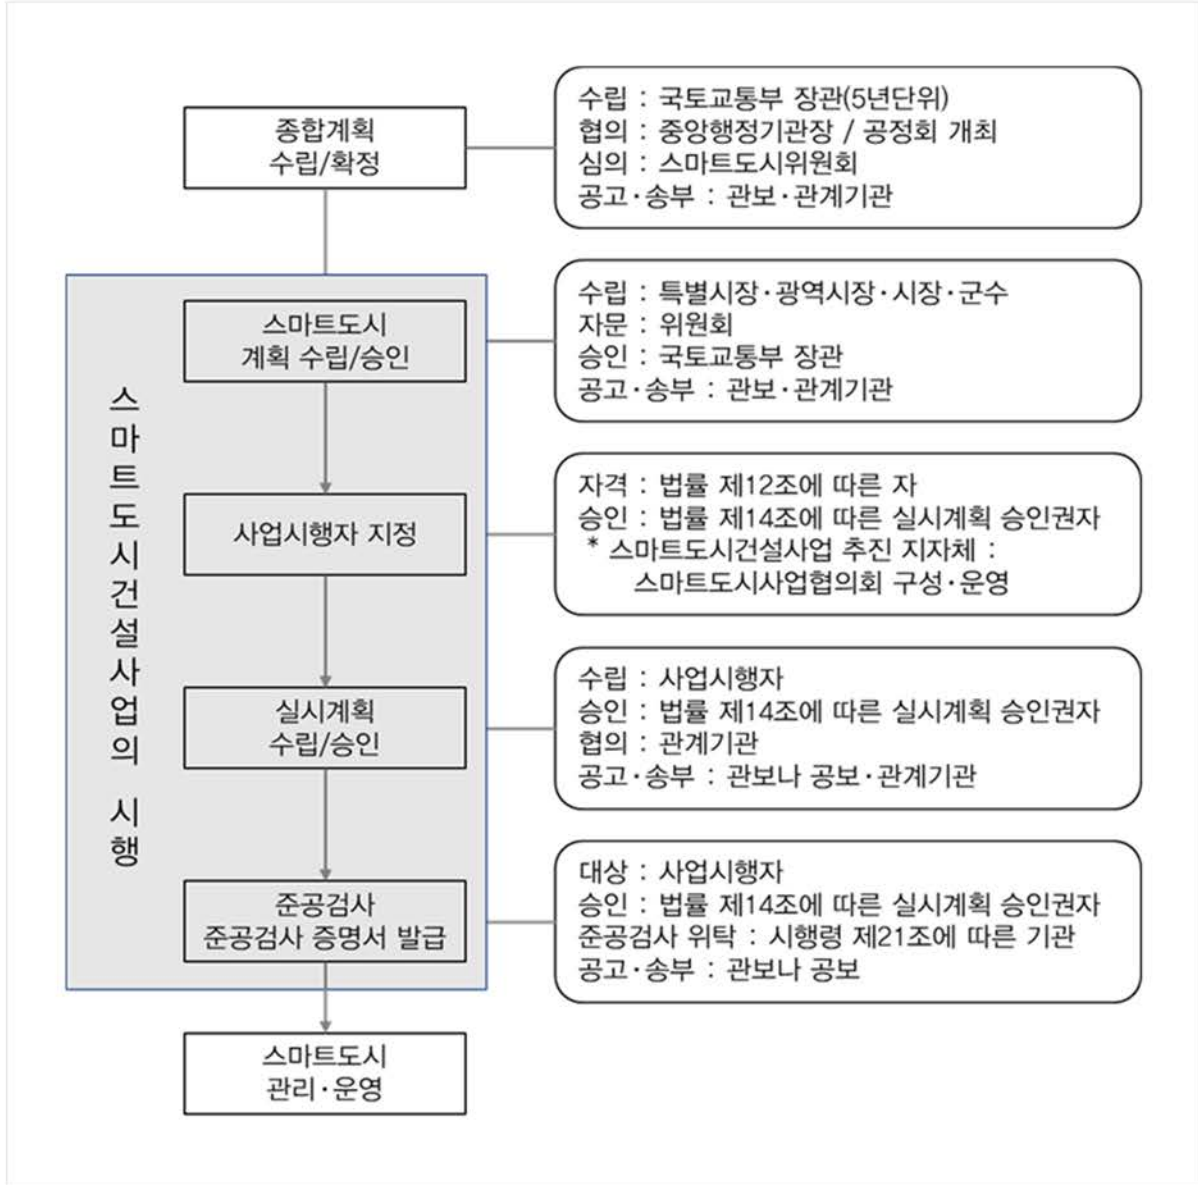 종합계획
수립/확정
수립 : 국토교통부 장관(5년단위)
협의 : 중앙행정기관장 / 공정회 개최
심의 : 스마트도시위원회
공고·송부 : 관보·관계기관
스마트도시건설사업의 시행
스마트도시
계획 수립/승인
수립 : 특별시장·광역시장·시장·군수
자문 : 위원회
승인 : 국토교통부 장관
공고·송부 : 관보·관계기관
사업시행자 지정
자격 : 법률 제12조에 따른 자
승인 : 법률 제14조에 따른 실시계획 승인권자
* 스마트도시건설사업 추진 지자체 :
스마트도시사업협의회 구성·운영
실시계획
수립/승인
수립 : 사업시행자
승인 : 법률 제14조에 따른 실시계획 승인권자
협의 : 관계기관
공고·송부 : 관보나 공보·관계기관
준공검사
준공검사 증명서 발급
대상 : 사업시행자
승인 : 법률 제14조에 따른 실시계획 승인권자
준공검사 위탁 : 시행령 제21조에 따른 기관
공고·송부 : 관보나 공보
스마트도시
관리·운영